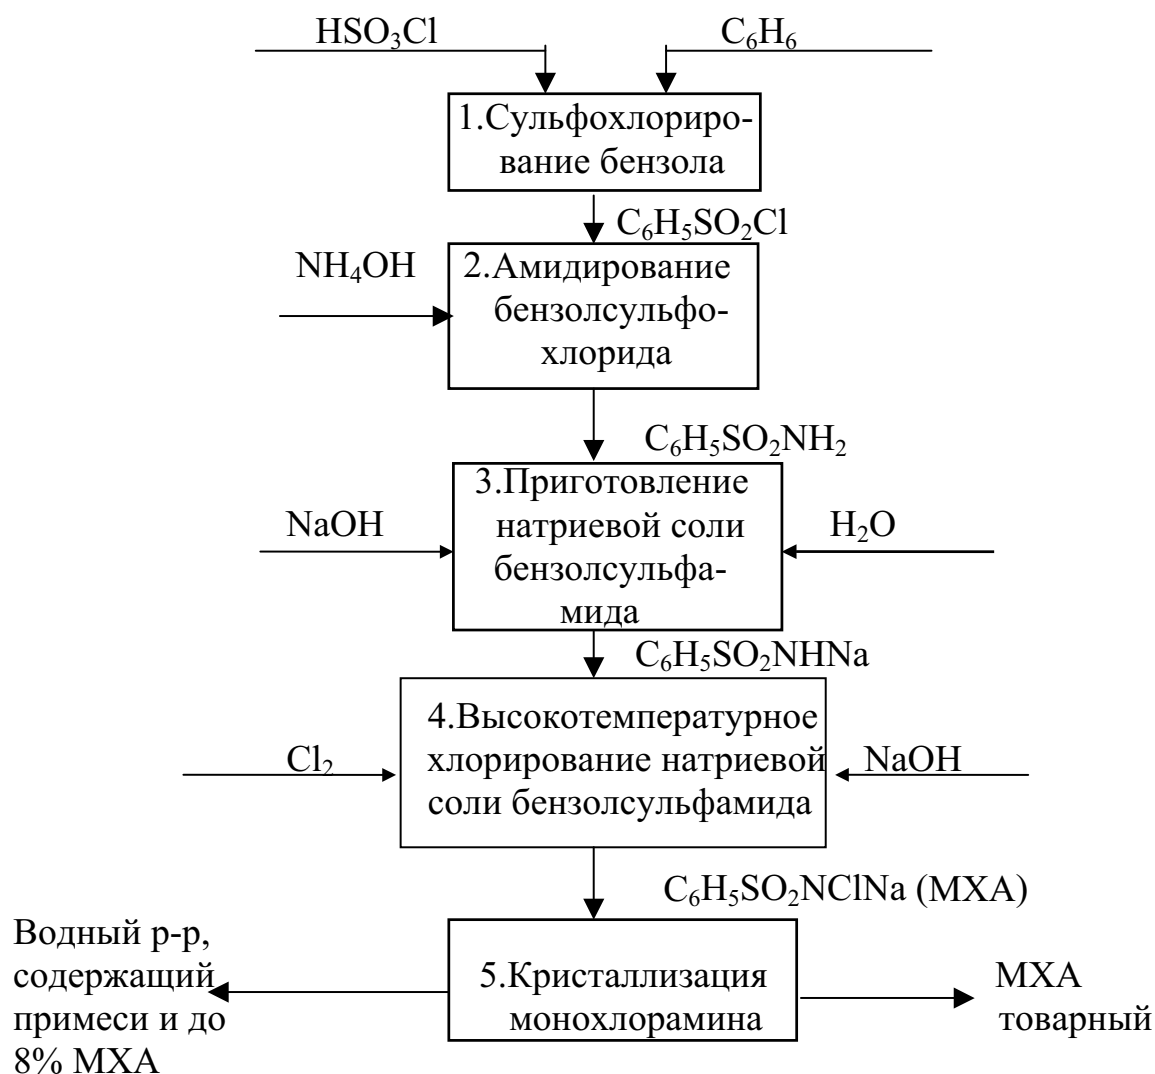 HSO₃Cl
C₆H₆
1.Сульфохлориро-
вание бензола
C₆H₅SO₂Cl
NH₄OH
2.Амидирование
бензолсульфо-
хлорида
C₆H₅SO₂NH₂
3.Приготовление
натриевой соли
бензолсульфа-
мида
NaOH
H₂O
C₆H₅SO₂NHNa
4.Высокотемпературное
хлорирование натриевой
соли бензолсульфамида
Cl₂
NaOH
C₆H₅SO₂NClNa (МХА)
Водный р-р,
содержащий
примеси и до
8% МХА
5.Кристаллизация
монохлорамина
МХА
товарный